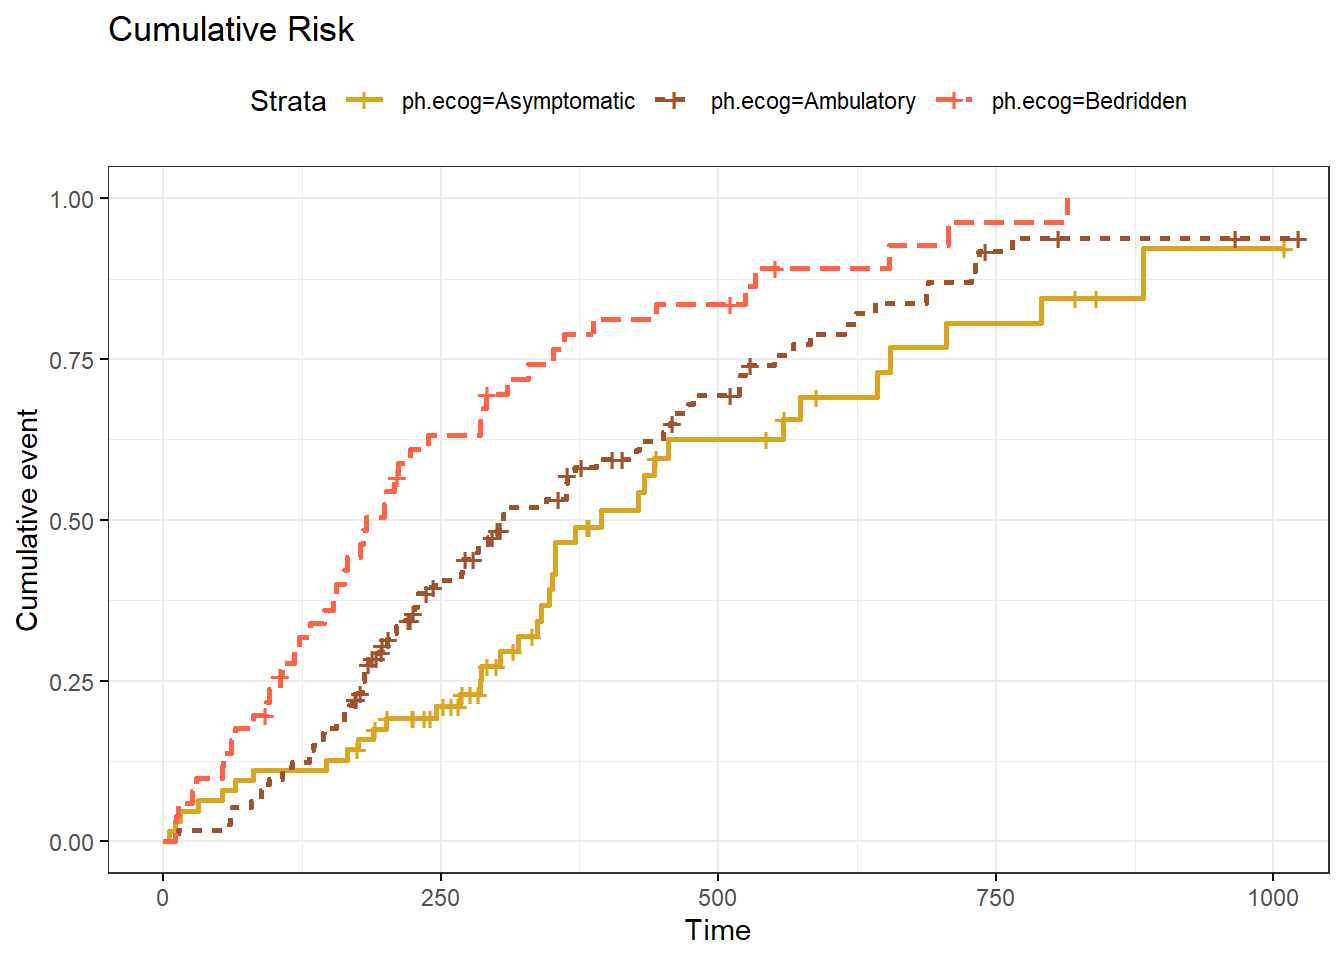 Cumulative Risk
Strata ph.ecog=Asymptomatic ph.ecog=Ambulatory ph.ecog=Bedridden
1.00
0.75
0.50
0.25
0.00
Cumulative event
0 250 500 750 1000
Time